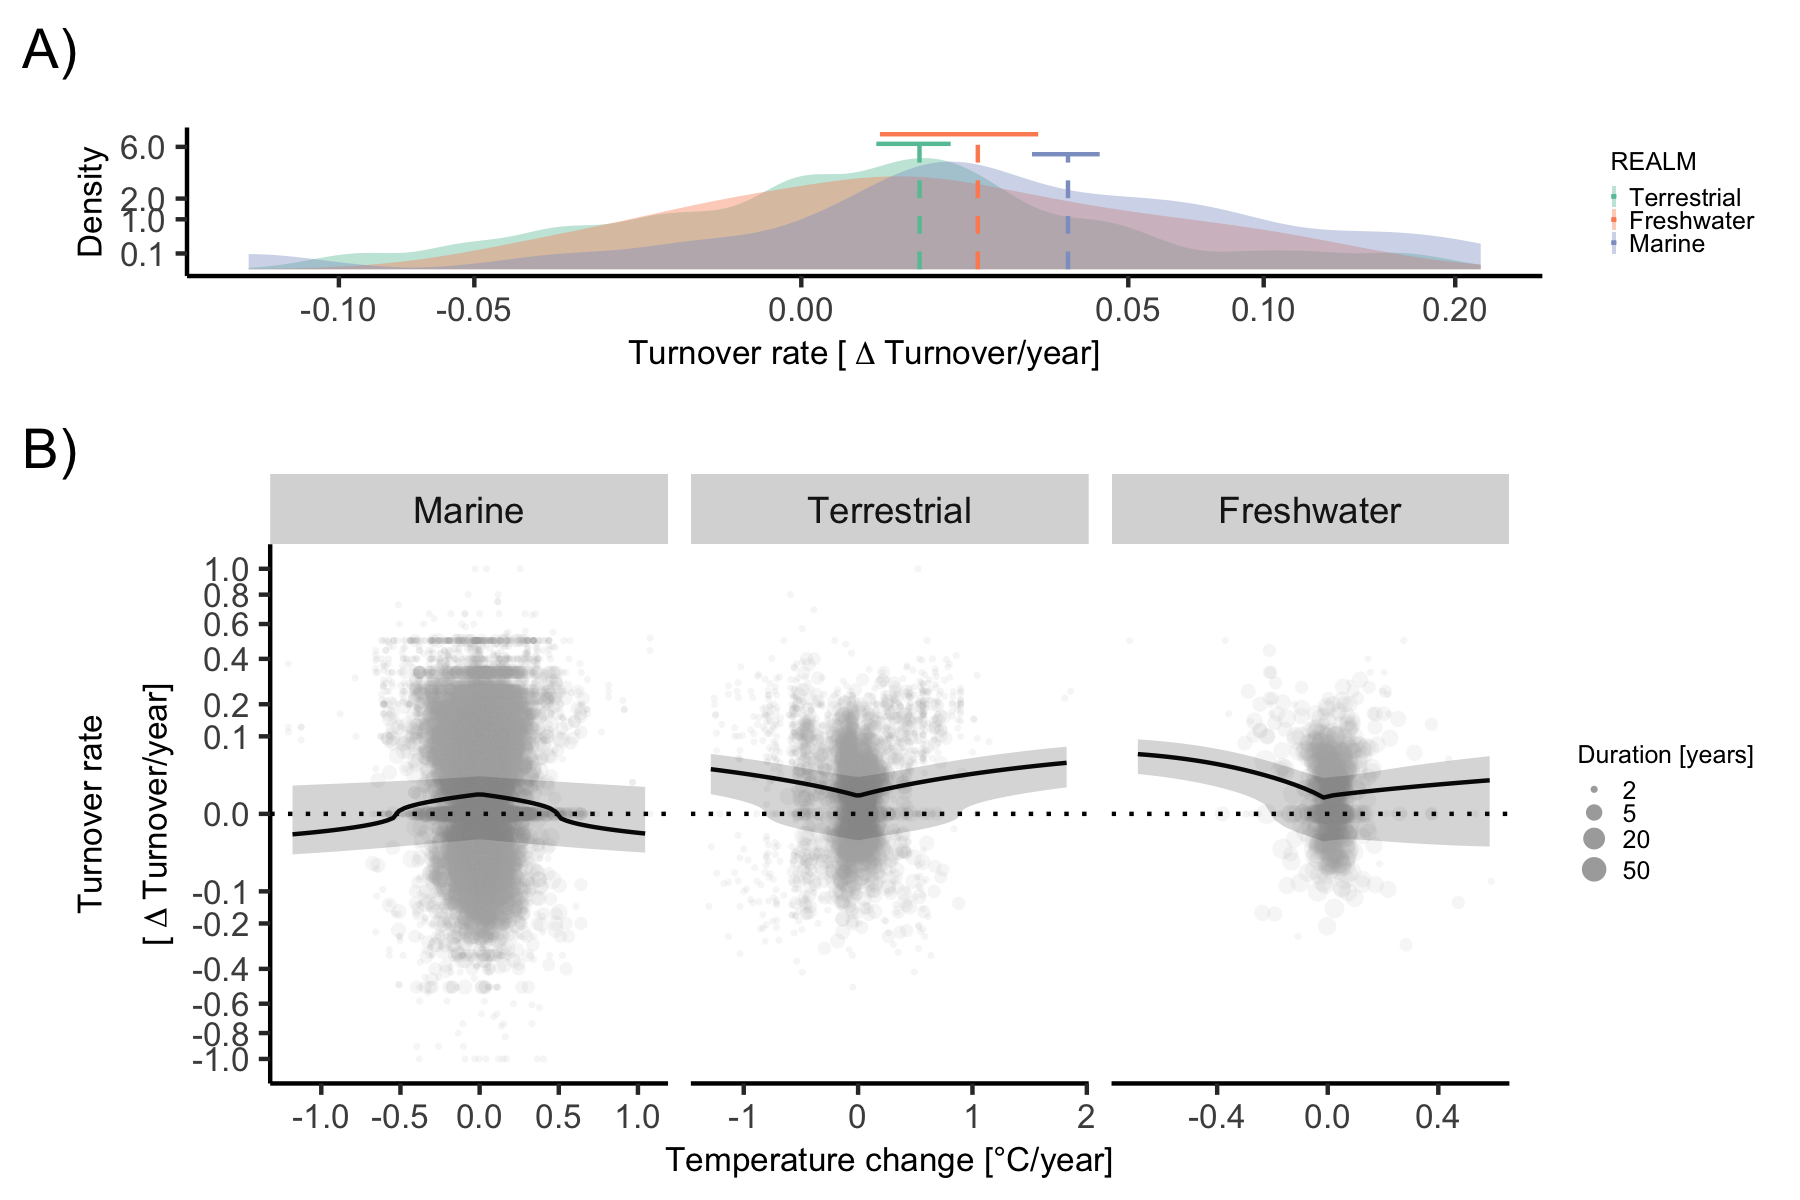 A)
Density
6.0
2.0
1.0
0.1
-0.10 -0.05 0.00 0.05 0.10 0.20
Turnover rate [ Δ Turnover/year]
REALM
Terrestrial
Freshwater
Marine
B)
Marine Terrestrial Freshwater
Turnover rate
[ Δ Turnover/year]
1.0
0.8
0.6
0.4
0.2
0.1
0.0
-0.1
-0.2
-0.4
-0.6
-0.8
-1.0
-1.0 -0.5 0.0 0.5 1.0 -1 0 1 2 -0.4 0.0 0.4
Temperature change [°C/year]
Duration [years]
2
5
20
50